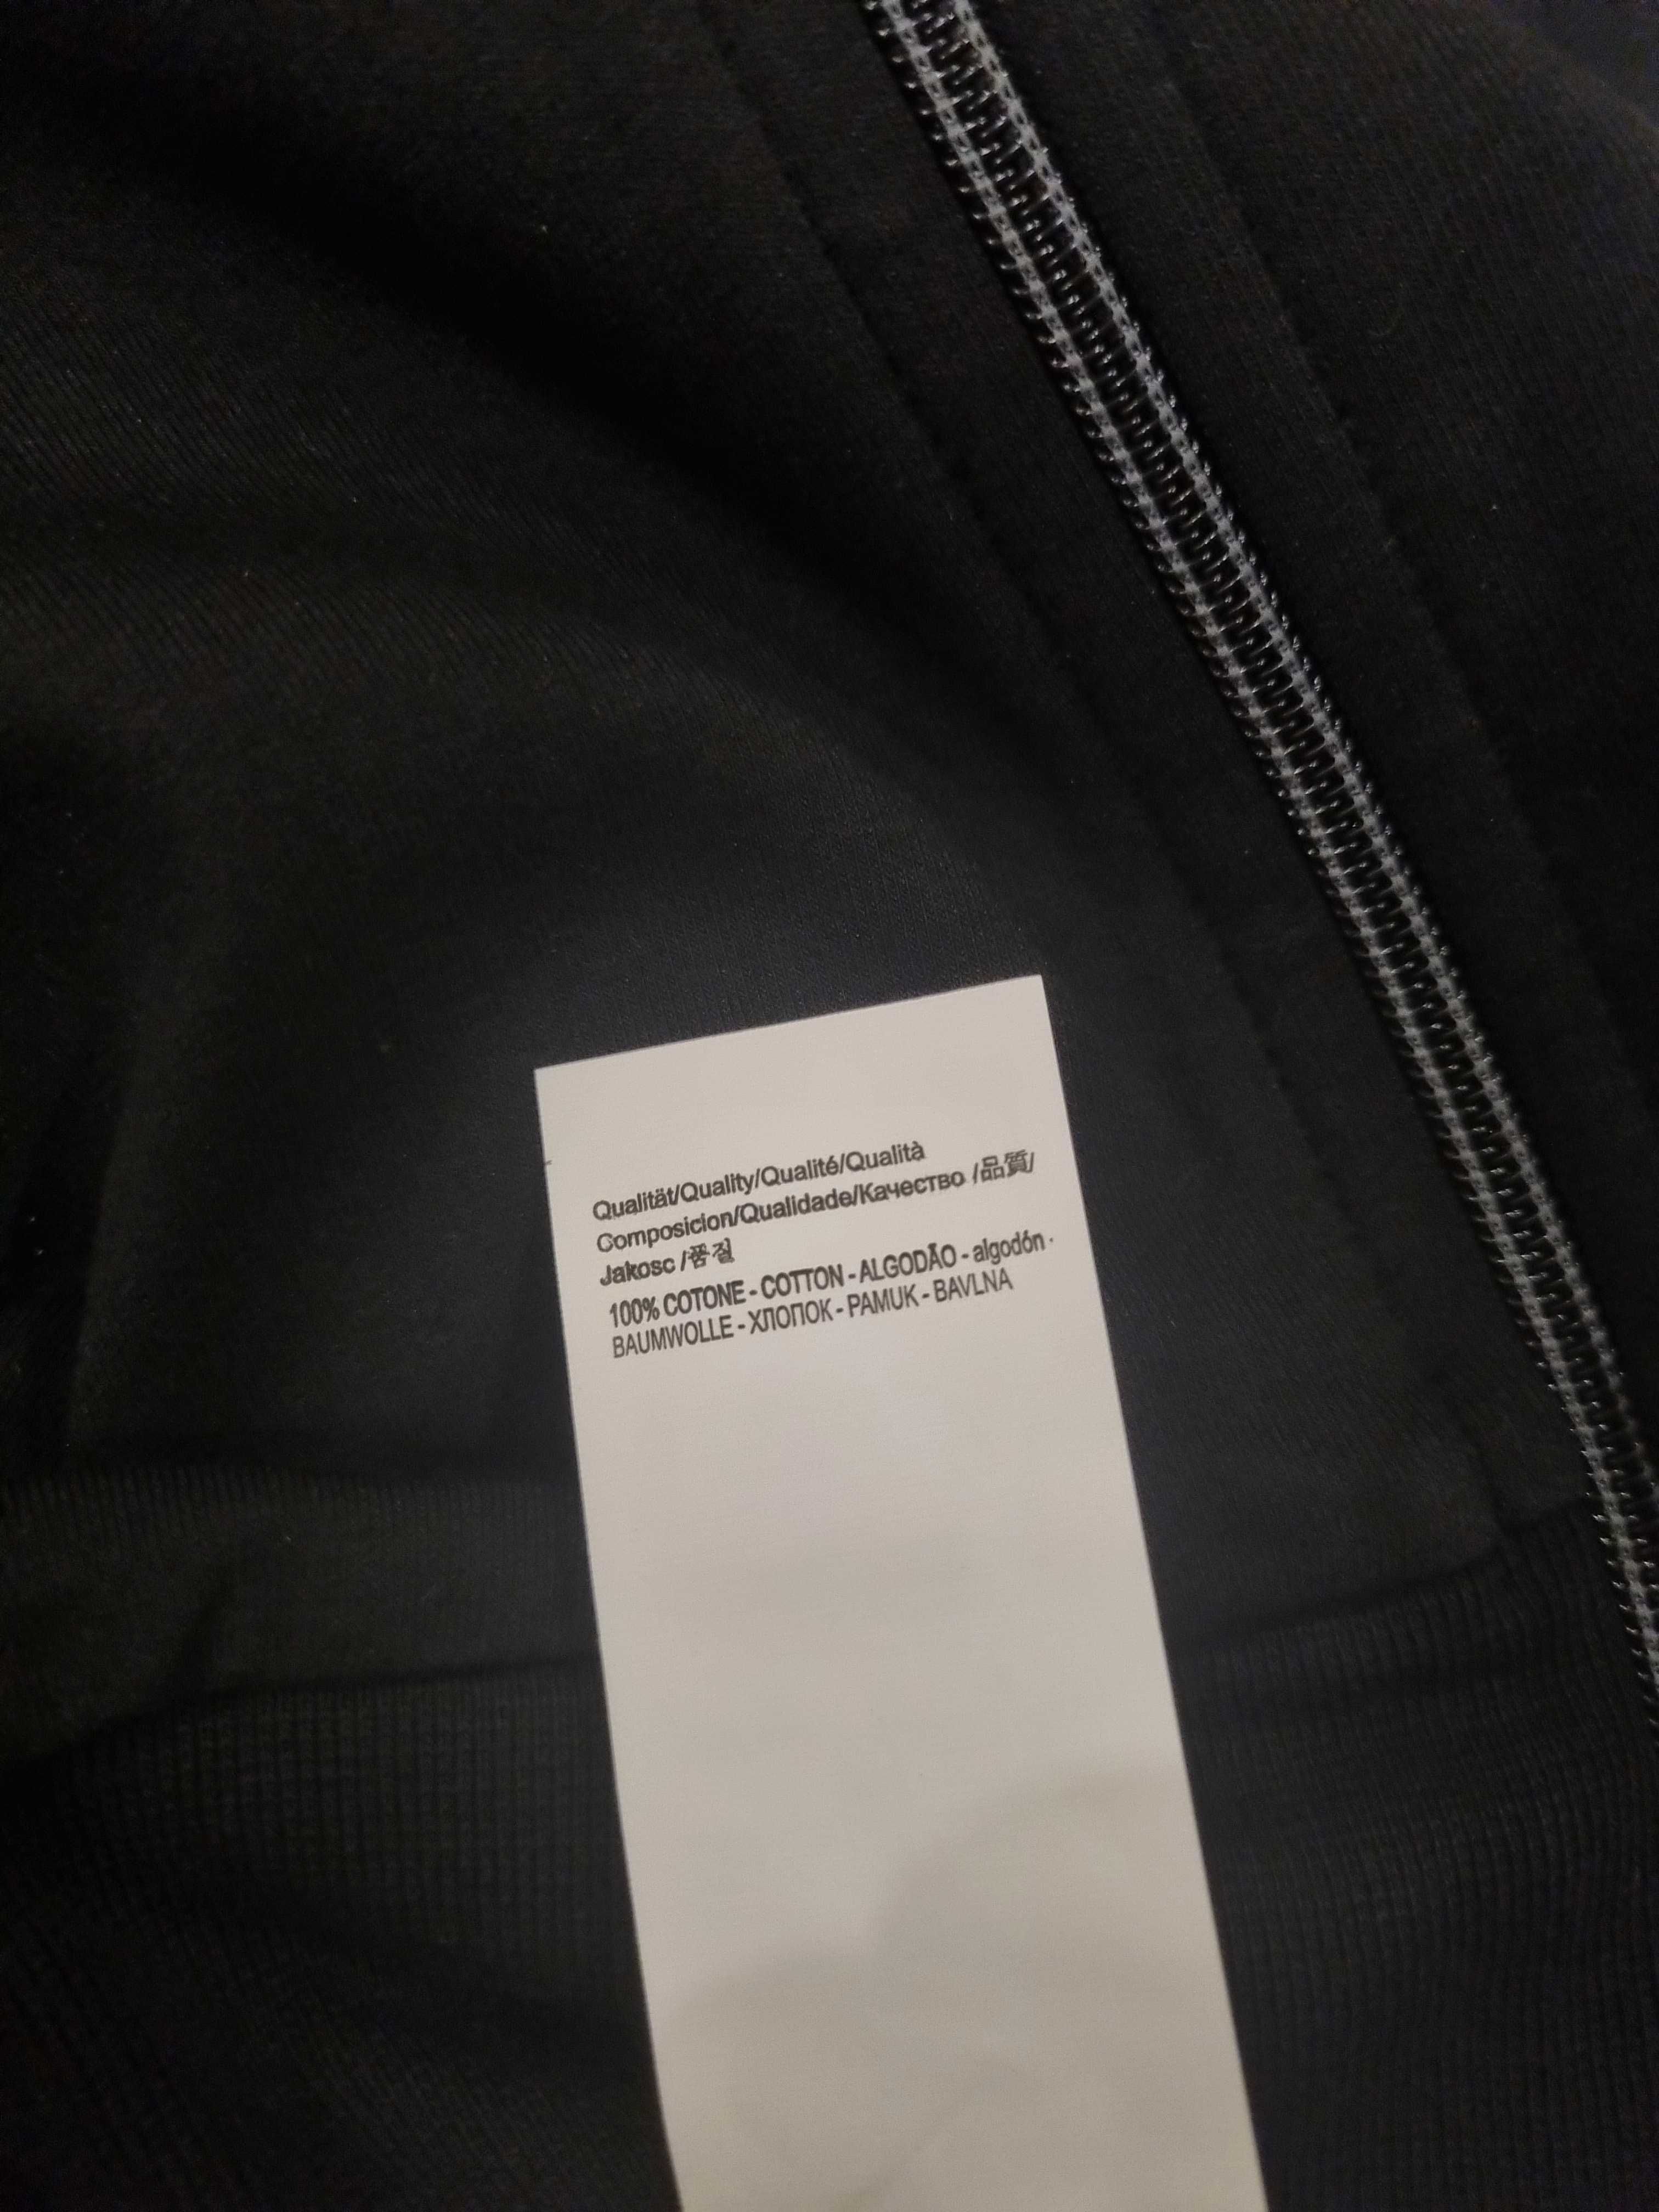 Qualität/Quality/Qualité/Qualità
Composicion/Qualidade/Качество /品質/
Jakosc /품질
100% COTONE - COTTON - ALGODÃO - algodón -
BAUMWOLLE - ХЛОПОК - PAMUK - BAVLNA